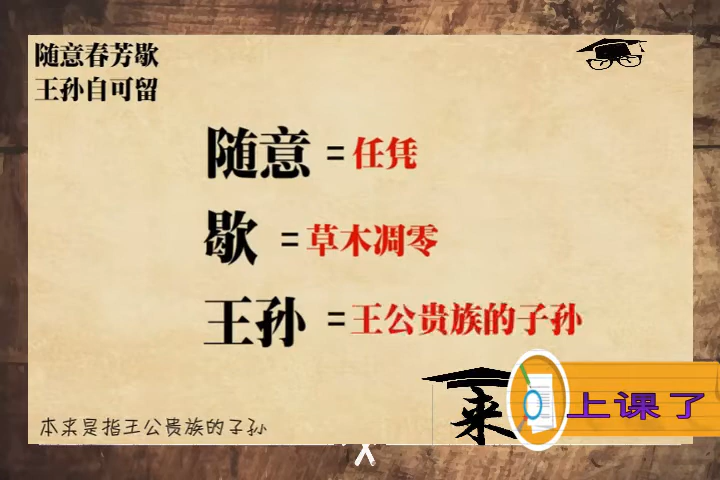 随意春芳歇
王孙自可留
随意=任凭
歇=草木凋零
王孙=王公贵族的子孙
来上课了
本来是指王公贵族的子孙